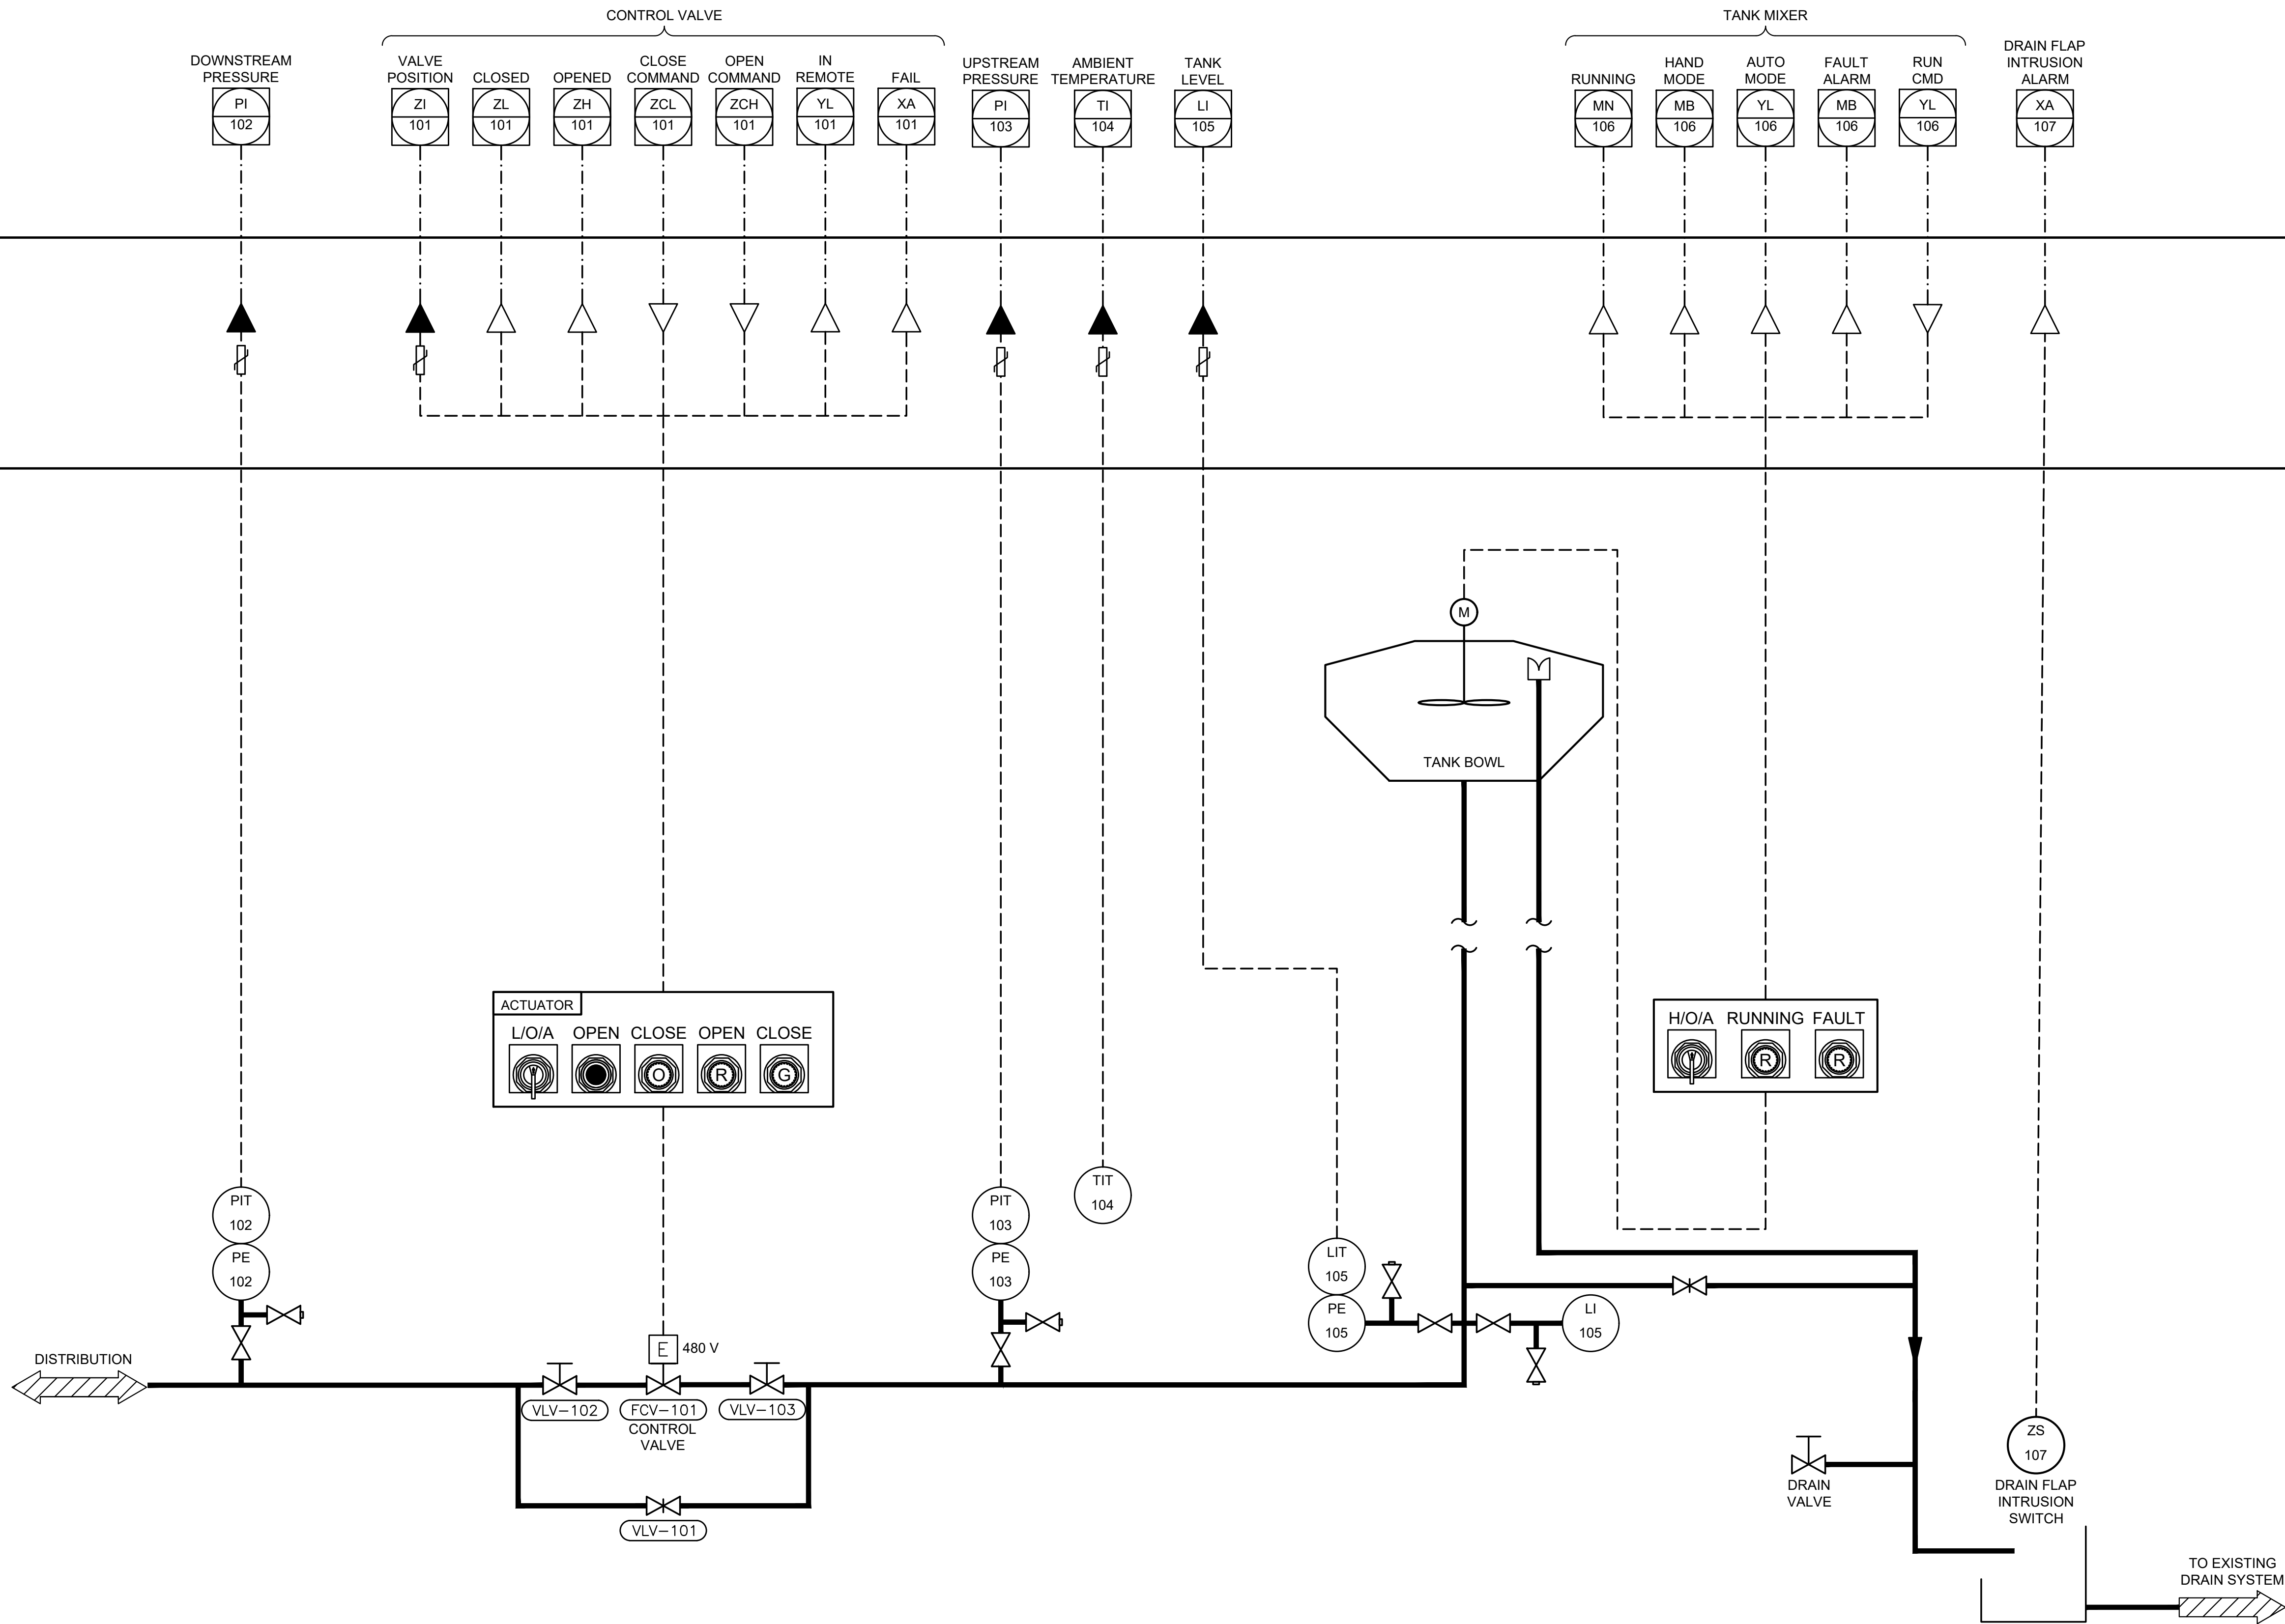 CONTROL VALVE
TANK MIXER
DOWNSTREAM
PRESSURE
VALVE
POSITION
CLOSED
OPENED
CLOSE
COMMAND
OPEN
COMMAND
IN
REMOTE
FAIL
UPSTREAM
PRESSURE
AMBIENT
TEMPERATURE
TANK
LEVEL
RUNNING
HAND
MODE
AUTO
MODE
FAULT
ALARM
RUN
CMD
DRAIN FLAP
INTRUSION
ALARM
PI
102
ZI
101
ZL
101
ZH
101
ZCL
101
ZCH
101
YL
101
XA
101
PI
103
TI
104
LI
105
MN
106
MB
106
YL
106
MB
106
YL
106
XA
107
M
TANK BOWL
ACTUATOR
L/O/A
OPEN
CLOSE
OPEN
CLOSE
O
R
G
H/O/A
RUNNING
FAULT
R
R
PIT
102
PE
102
PIT
103
PE
103
TIT
104
LIT
105
PE
105
LI
105
E
480 V
DISTRIBUTION
VLV-102
FCV-101
VLV-103
CONTROL
VALVE
VLV-101
DRAIN
VALVE
ZS
107
DRAIN FLAP
INTRUSION
SWITCH
TO EXISTING
DRAIN SYSTEM